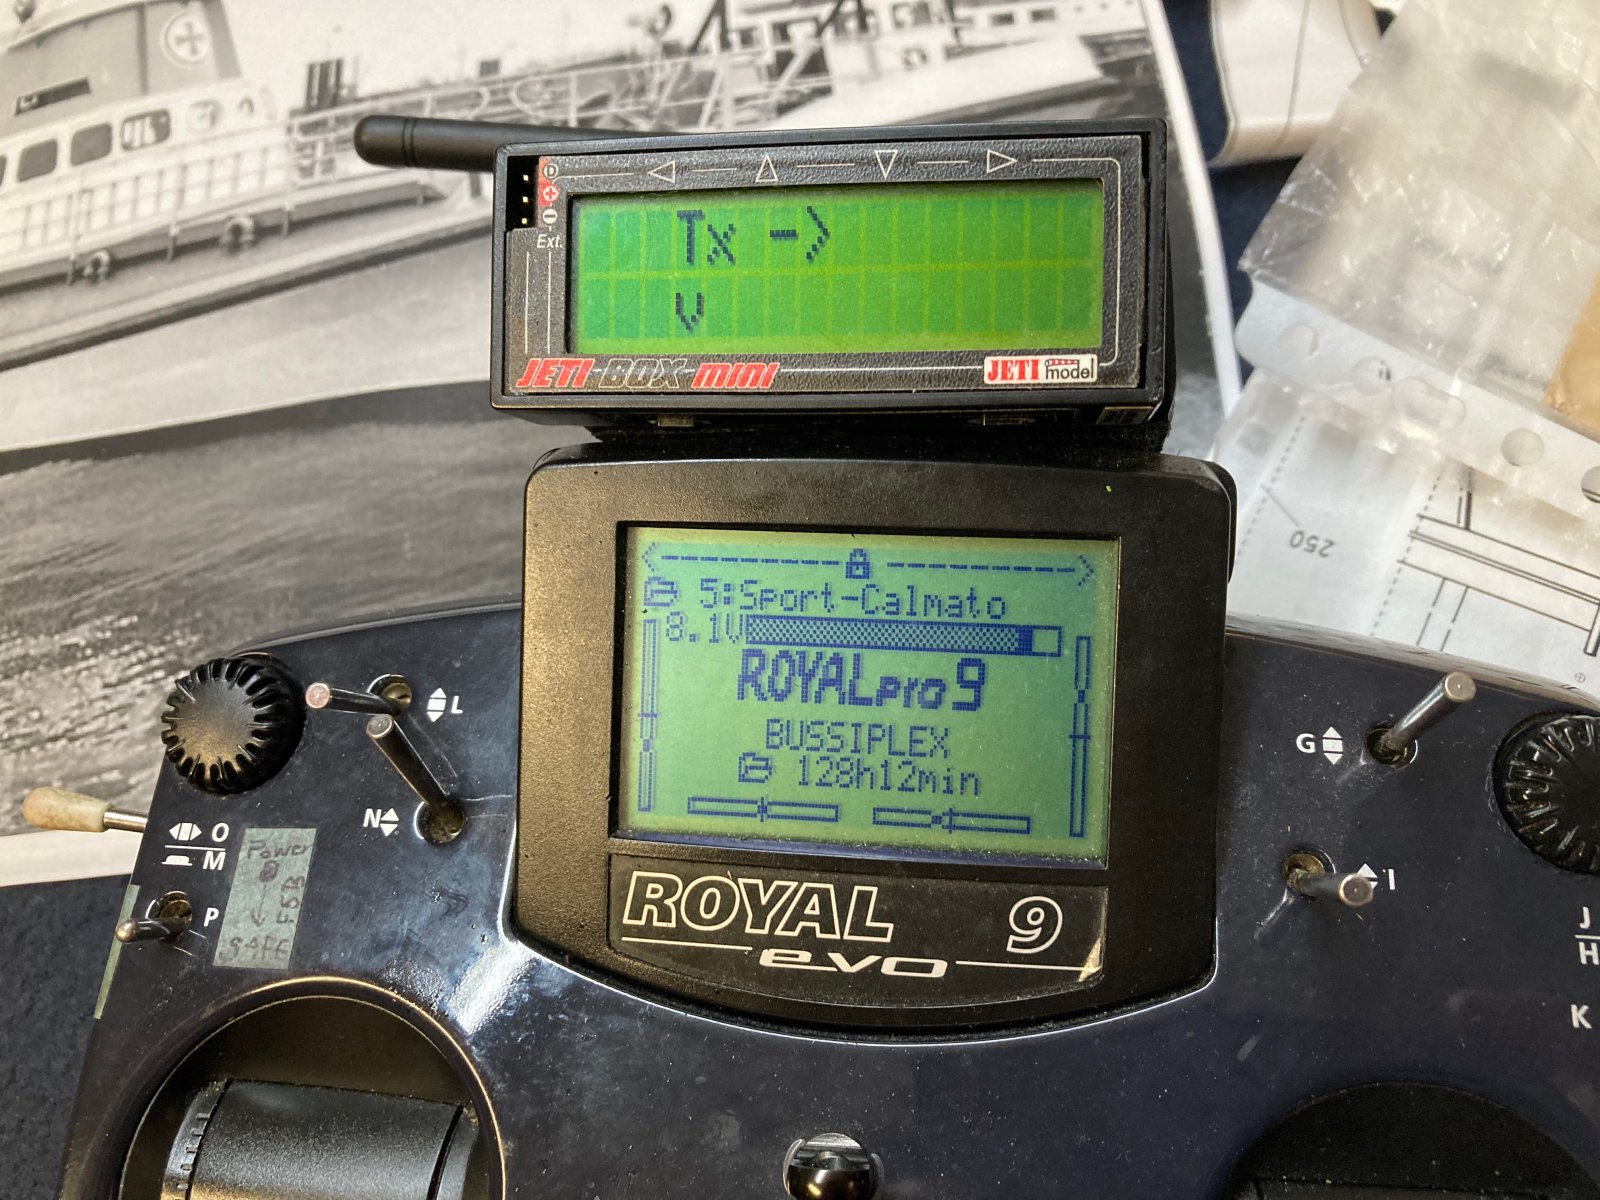 D
+
−
Ext.
Tx ->
v
JETI BOX MINI
JETI model
5:Sport-Calmato
8.1V
ROYALpro9
BUSSIPLEX
128h12min
ROYAL 9
evo
L
N
O
M
P
Power
F5B
SAFE
G
I
J
H
K
250